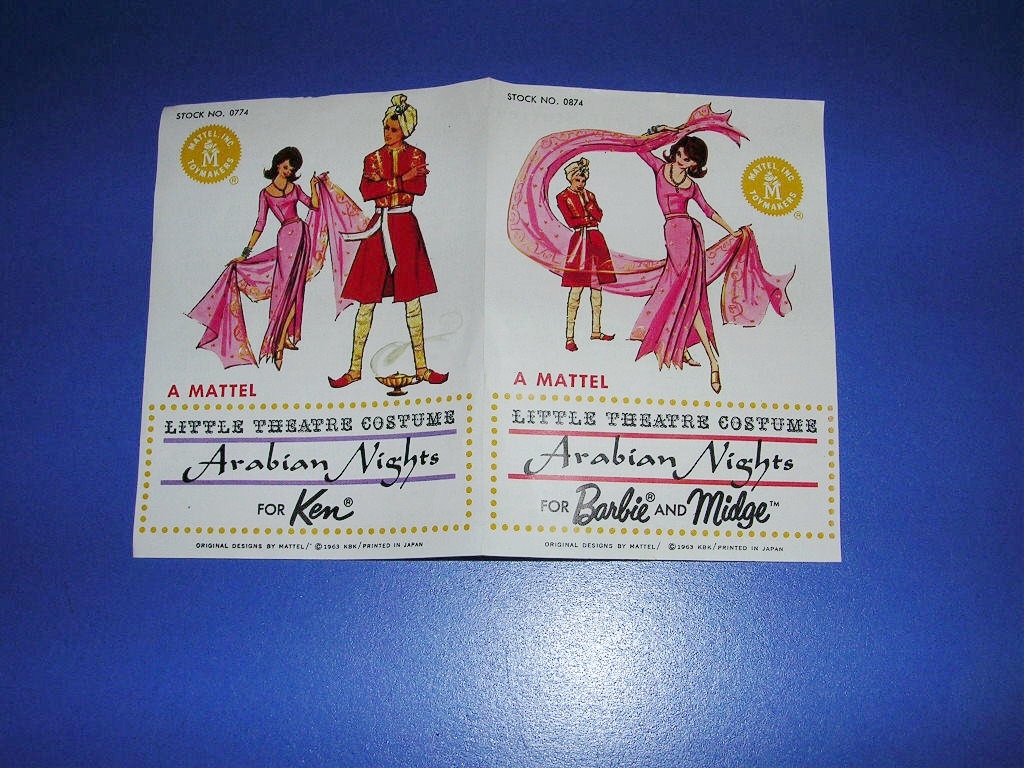 STOCK NO. 0774
MATTEL, INC.
M
TOYMAKERS
®
A MATTEL
LITTLE THEATRE COSTUME
Arabian Nights
FOR Ken®
ORIGINAL DESIGNS BY MATTEL/ ©1963 KBK/PRINTED IN JAPAN
STOCK NO. 0874
MATTEL, INC.
M
TOYMAKERS
®
A MATTEL
LITTLE THEATRE COSTUME
Arabian Nights
FOR Barbie® AND Midge™
ORIGINAL DESIGNS BY MATTEL/ ©1963 KBK/PRINTED IN JAPAN